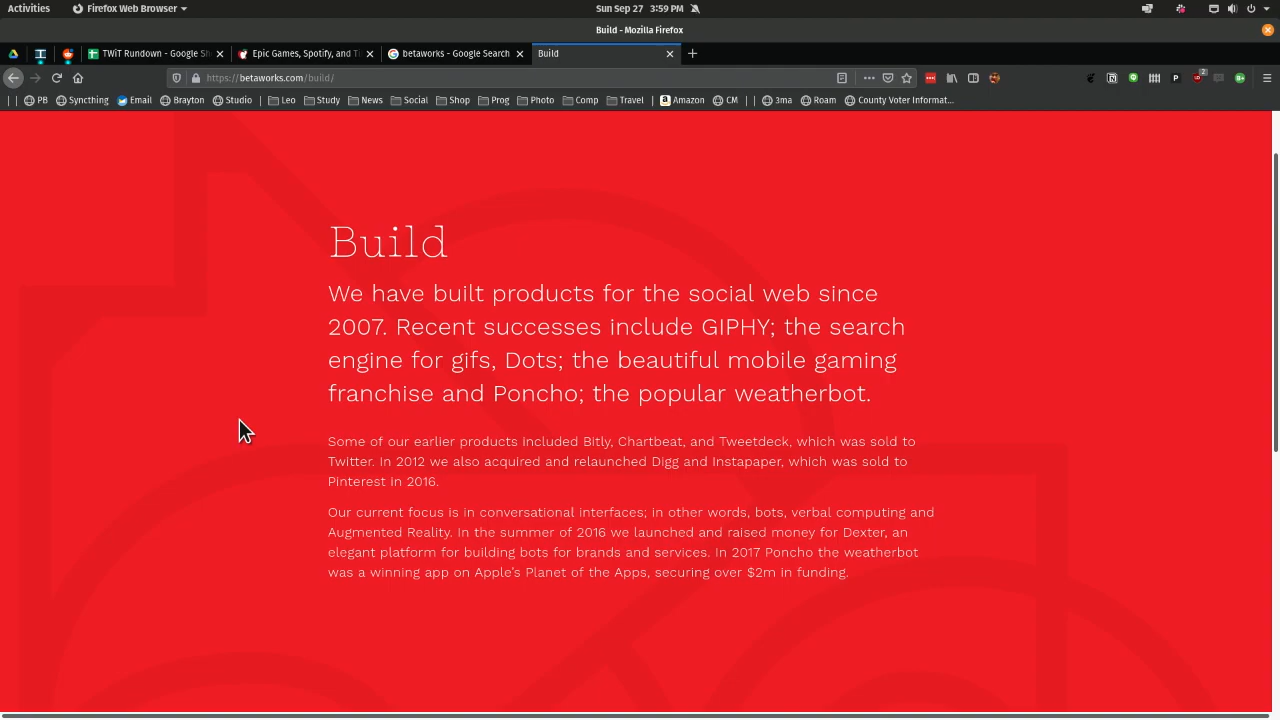 Activities Firefox Web Browser Sun Sep 27 3:59 PM
Build - Mozilla Firefox
TWiT Rundown - Google Sh Epic Games, Spotify, and Ti betaworks - Google Search Build
https://betaworks.com/build/
PB Syncthing Email Brayton Studio Leo Study News Social Shop Prog Photo Comp Travel Amazon CM 3ma Roam County Voter Informat...
Build
We have built products for the social web since
2007. Recent successes include GIPHY; the search
engine for gifs, Dots; the beautiful mobile gaming
franchise and Poncho; the popular weatherbot.
Some of our earlier products included Bitly, Chartbeat, and Tweetdeck, which was sold to
Twitter. In 2012 we also acquired and relaunched Digg and Instapaper, which was sold to
Pinterest in 2016.
Our current focus is in conversational interfaces; in other words, bots, verbal computing and
Augmented Reality. In the summer of 2016 we launched and raised money for Dexter, an
elegant platform for building bots for brands and services. In 2017 Poncho the weatherbot
was a winning app on Apple's Planet of the Apps, securing over $2m in funding.